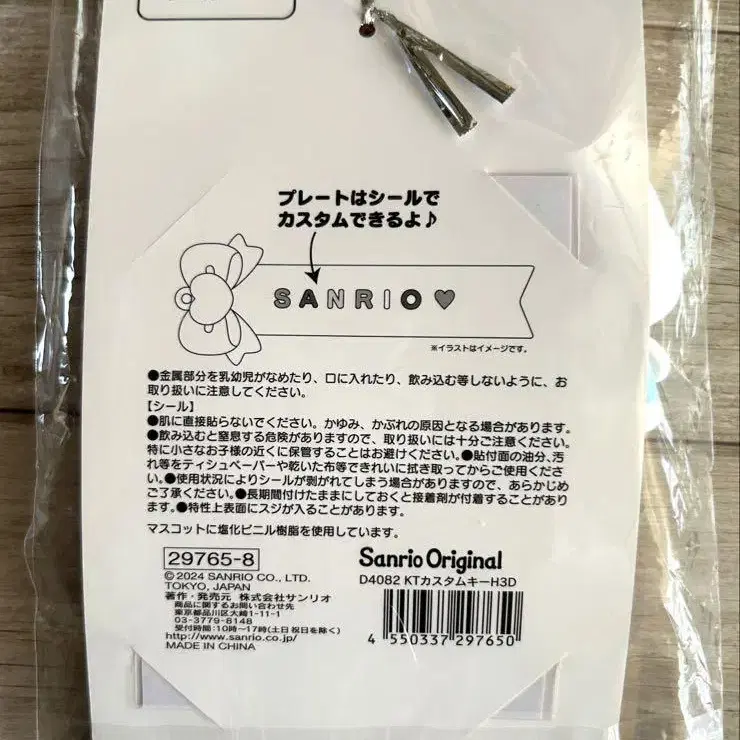 プレートはシールで
カスタムできるよ♪
SANRIO♥
※イラストはイメージです。
●金属部分を乳幼児がなめたり、口に入れたり、飲み込む等しないように、お
取り扱いに注意してください。
【シール】
●肌に直接貼らないでください。かゆみ、かぶれの原因となる場合があります。
●飲み込むと窒息する危険がありますので、取り扱いには十分ご注意ください。
特に小さなお子様の近くに保管することはお避けください。●貼付面の油分、汚
れ等をティシュペーパーや乾いた布等できれいに拭き取ってからご使用くださ
い。●使用状況によりシールが剥がれてしまう場合がありますので、あらかじめ
ご了承ください。●長期間付けたままにしておくと接着剤が付着することがあり
ます。●特性上表面にスジが入ることがあります。
マスコットに塩化ビニル樹脂を使用しています。
29765-8
© 2024 SANRIO CO., LTD.
TOKYO, JAPAN
著作・発売元 株式会社サンリオ
商品に関するお問い合わせ先
東京都品川区大崎1-11-1
03-3779-8148
受付時間:10時〜17時(土日祝日を除く)
http://www.sanrio.co.jp/
MADE IN CHINA
Sanrio Original
D4082 KTカスタムキーH3D
4 550337 297650